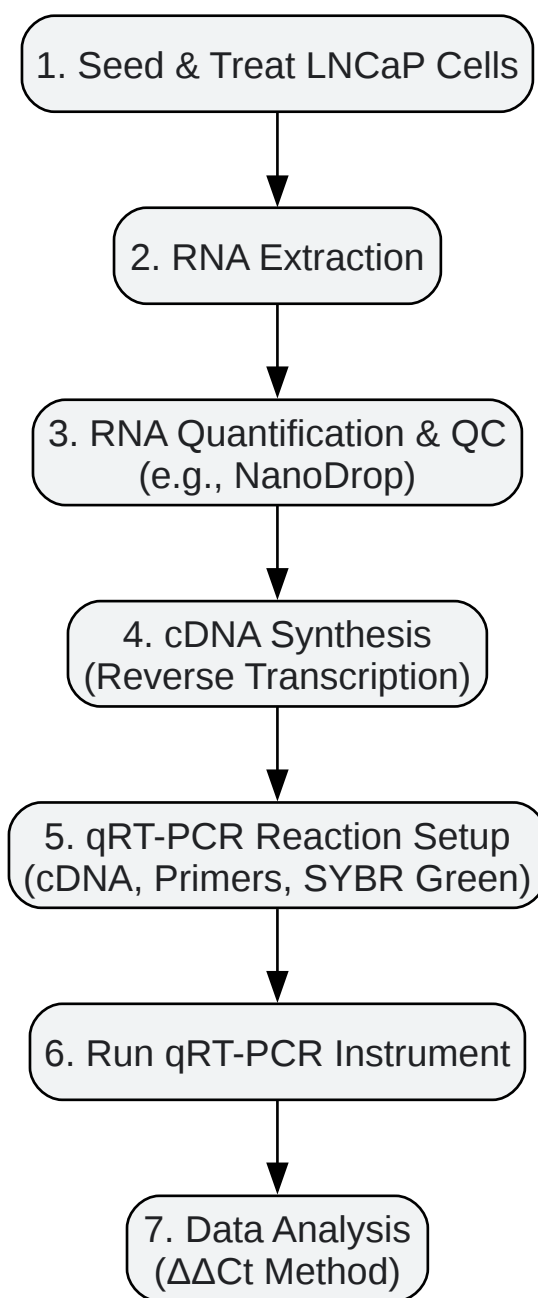 1. Seed & Treat LNCaP Cells
2. RNA Extraction
3. RNA Quantification & QC
(e.g., NanoDrop)
4. cDNA Synthesis
(Reverse Transcription)
5. qRT-PCR Reaction Setup
(cDNA, Primers, SYBR Green)
6. Run qRT-PCR Instrument
7. Data Analysis
(ΔΔCt Method)